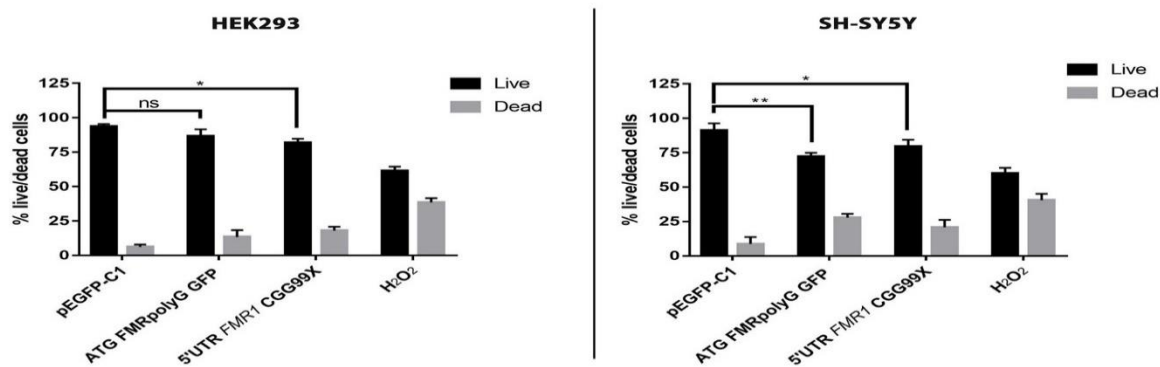 HEK293
% live/dead cells
125
100
75
50
25
0
*
ns
Live
Dead
pEGFP-C1
ATG FMRpolyG GFP
5'UTR FMR1 CGG99X
H2O2
SH-SY5Y
% live/dead cells
125
100
75
50
25
0
*
**
Live
Dead
pEGFP-C1
ATG FMRpolyG GFP
5'UTR FMR1 CGG99X
H2O2